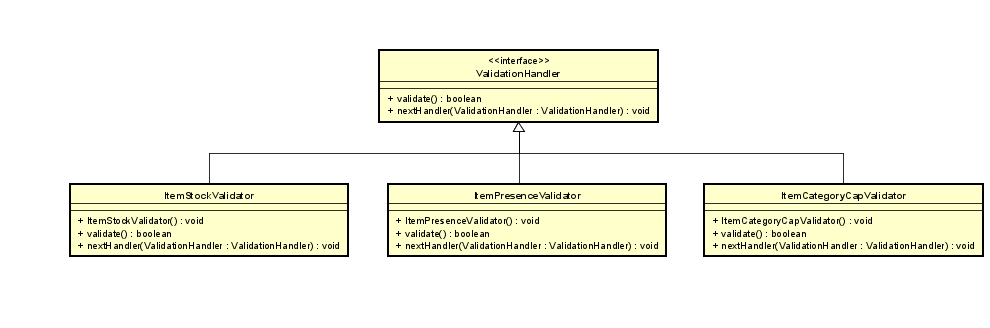 <<interface>>
ValidationHandler
+ validate() : boolean
+ nextHandler(ValidationHandler : ValidationHandler) : void
ItemStockValidator
+ ItemStockValidator() : void
+ validate() : boolean
+ nextHandler(ValidationHandler : ValidationHandler) : void
ItemPresenceValidator
+ ItemPresenceValidator() : void
+ validate() : boolean
+ nextHandler(ValidationHandler : ValidationHandler) : void
ItemCategoryCapValidator
+ ItemCategoryCapValidator() : void
+ validate() : boolean
+ nextHandler(ValidationHandler : ValidationHandler) : void